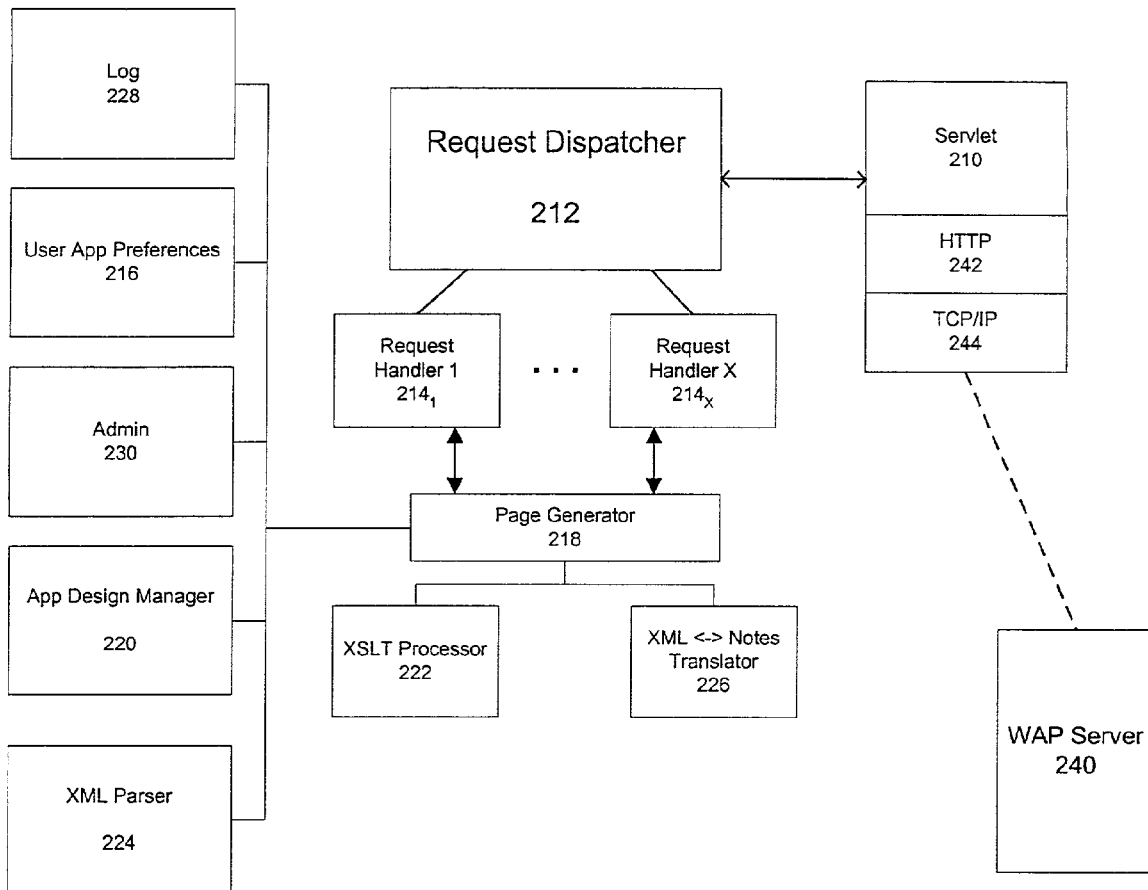 Log
228
User App Preferences
216
Admin
230
App Design Manager
220
XML Parser
224
Request Dispatcher
212
Request
Handler 1
214₁
. . .
Request
Handler X
214ₓ
Page Generator
218
XSLT Processor
222
XML <-> Notes
Translator
226
Servlet
210
HTTP
242
TCP/IP
244
WAP Server
240